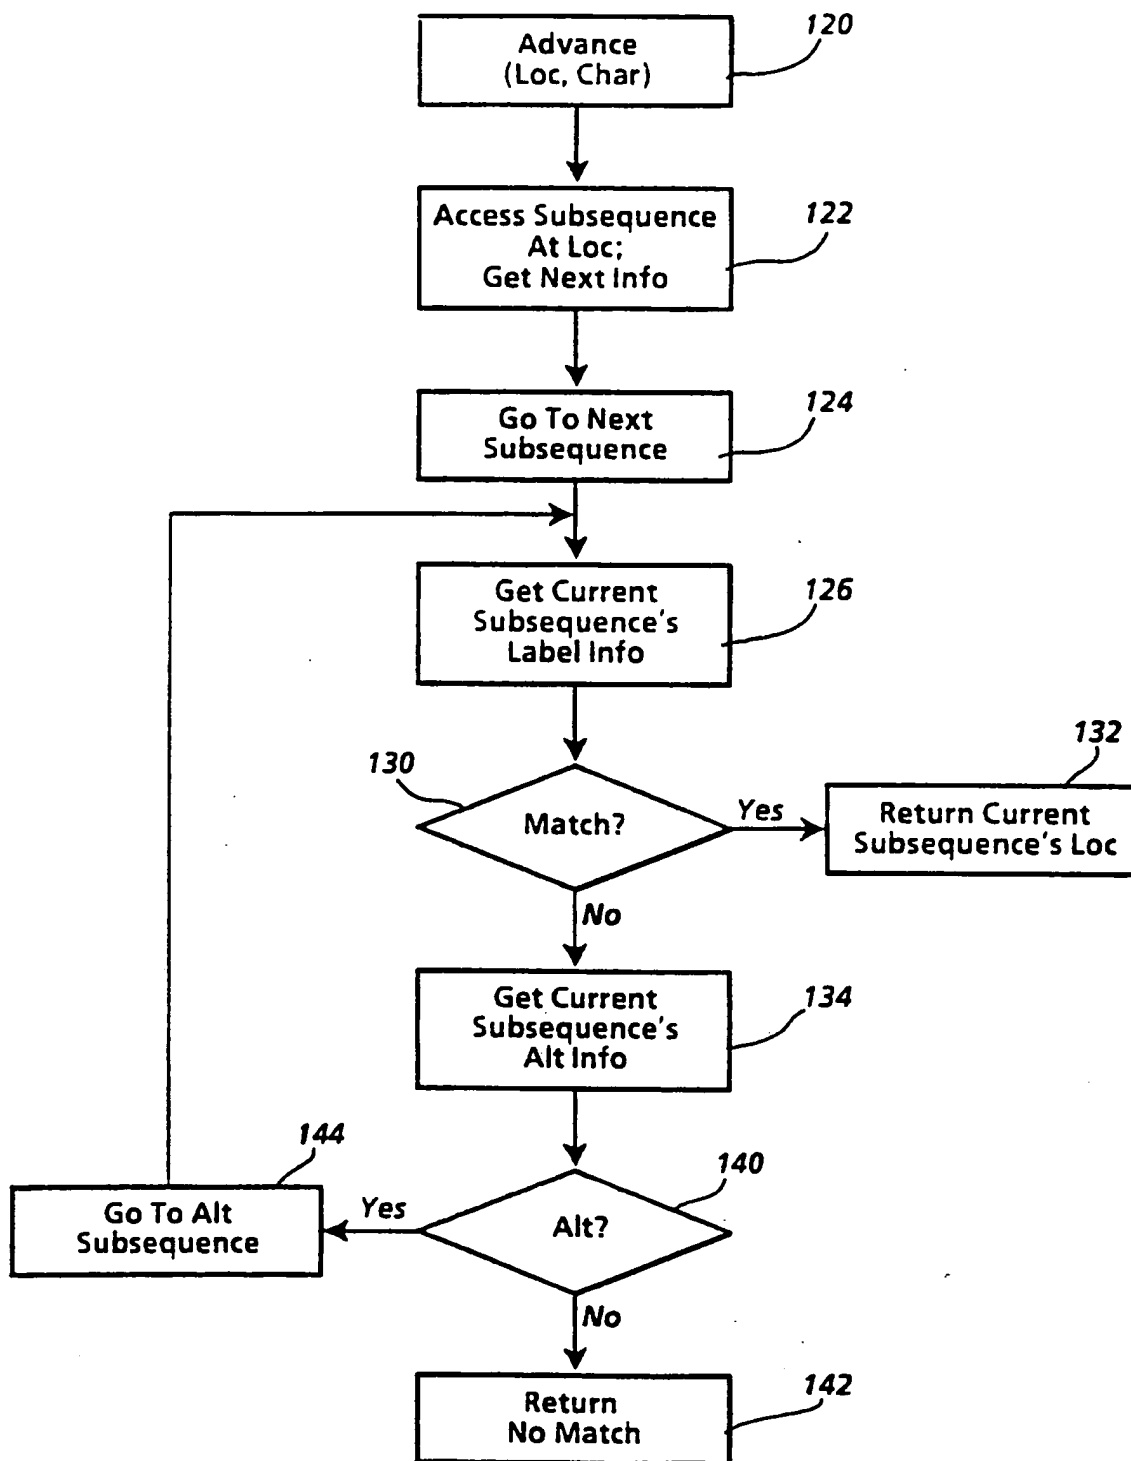 Advance
(Loc, Char)
120
Access Subsequence
At Loc;
Get Next Info
122
Go To Next
Subsequence
124
Get Current
Subsequence's
Label Info
126
130
Match?
Yes
132
Return Current
Subsequence's Loc
No
Get Current
Subsequence's
Alt Info
134
144
Go To Alt
Subsequence
Yes
140
Alt?
No
Return
No Match
142